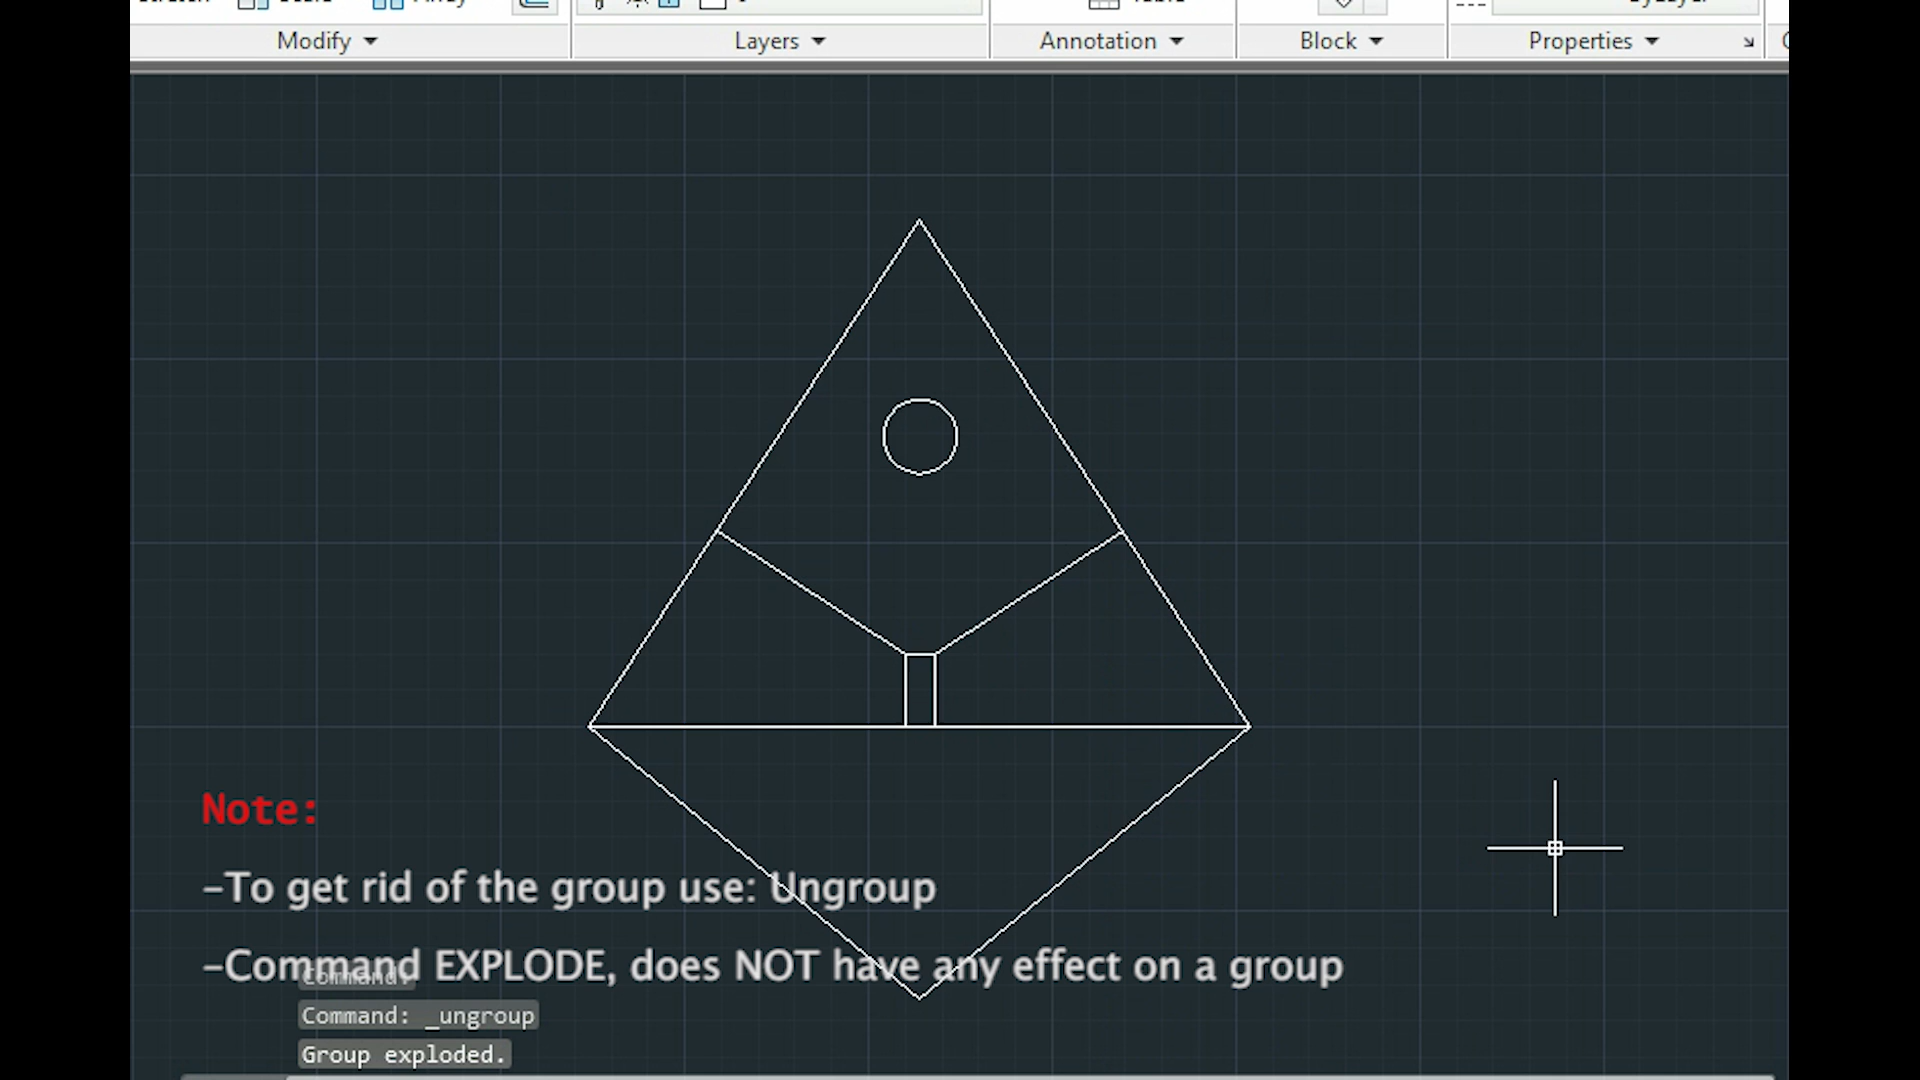 Modify Layers Annotation Block Properties
Note:
-To get rid of the group use: Ungroup
-Command EXPLODE, does NOT have any effect on a group
Command:
Command: _ungroup
Group exploded.